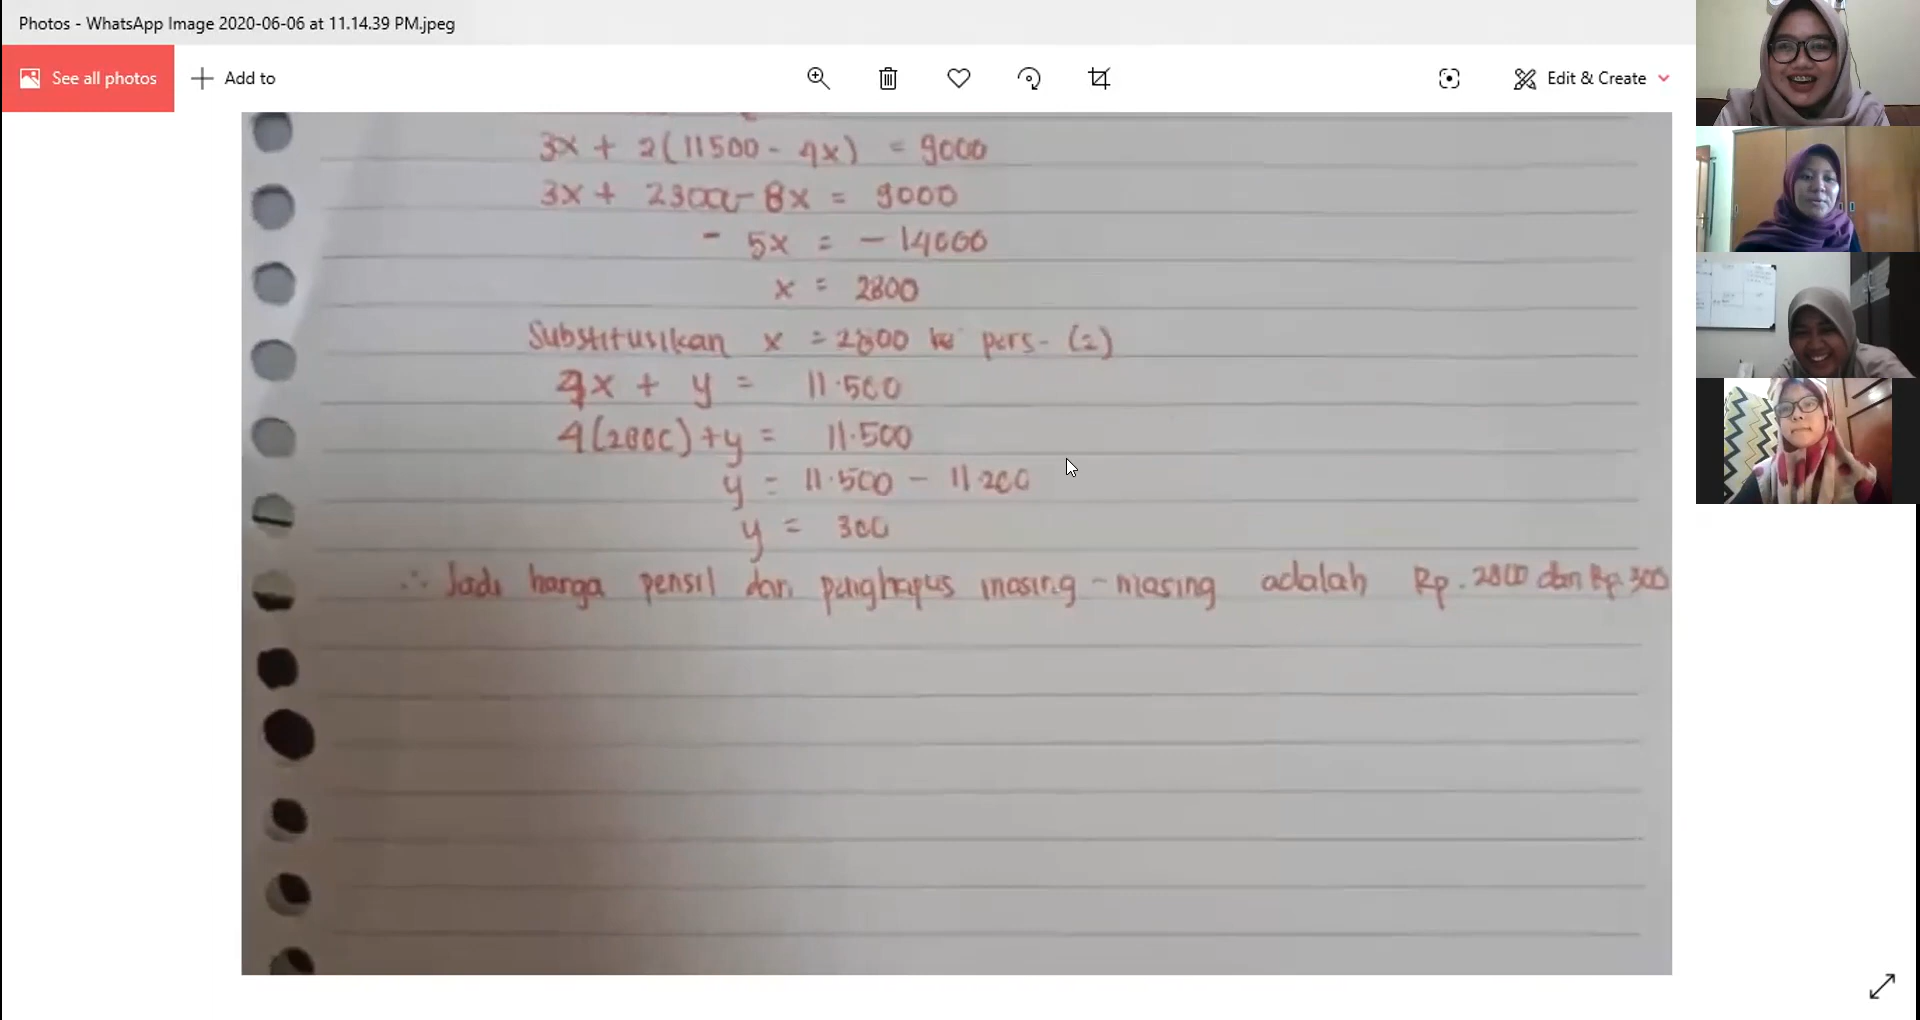 Photos - WhatsApp Image 2020-06-06 at 11.14.39 PM.jpeg
See all photos
Add to
Edit & Create
3x + 2(11500 - 4x) = 9000
3x + 23000 - 8x = 9000
- 5x = - 14000
x = 2800
Substitusikan x = 2800 ke pers- (2)
4x + y = 11.500
4(2800) + y = 11.500
y = 11.500 - 11.200
y = 300
∴ Jadi harga pensil dan penghapus masing-masing adalah Rp. 2800 dan Rp. 300